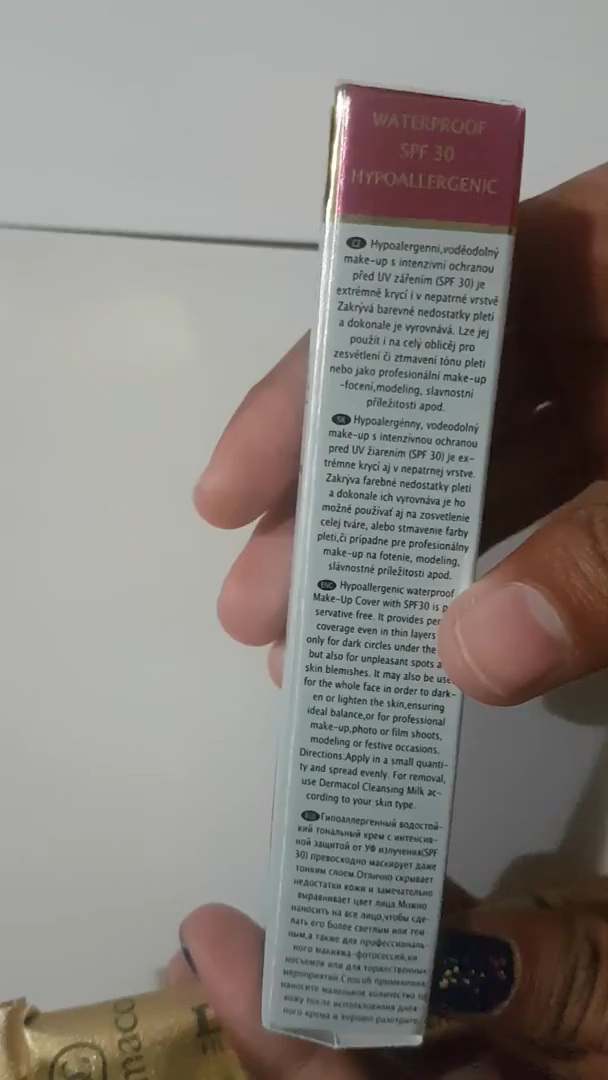 WATERPROOF
SPF 30
HYPOALLERGENIC
CZ Hypoalergenní,voděodolný
make-up s intenzivní ochranou
před UV zářením (SPF 30) je
extrémně krycí i v nepatrné vrstvě
Zakrývá barevné nedostatky pleti
a dokonale je vyrovnává. Lze jej
použít i na celý obličej pro
zesvětlení či ztmavení tónu pleti
nebo jako profesionální make-up
-focení,modeling, slavnostní
příležitosti apod.
SK Hypoalergénny, vodeodolný
make-up s intenzívnou ochranou
pred UV žiarením (SPF 30) je ex-
trémne krycí aj v nepatrnej vrstve.
Zakrýva farebné nedostatky pleti
a dokonale ich vyrovnáva je ho
možné používať aj na zosvetlenie
celej tváre, alebo stmavenie farby
pleti,či prípadne pre profesionálny
make-up na fotenie, modeling,
slávnostné príležitosti apod.
ENG Hypoallergenic waterproof
Make-Up Cover with SPF30 is p
servative free. It provides per
coverage even in thin layers
only for dark circles under the
but also for unpleasant spots a
skin blemishes. It may also be use
for the whole face in order to dark-
en or lighten the skin,ensuring
ideal balance,or for professional
make-up,photo or film shoots,
modeling or festive occasions.
Directions:Apply in a small quanti-
ty and spread evenly. For removal,
use Dermacol Cleansing Milk ac-
cording to your skin type.
Гипоаллергенный водостой-
кий тональный крем с интенсив-
ной защитой от УФ излучения(SPF
30) превосходно маскирует даже
тонким слоем.Отлично скрывает
недостатки кожи и замечательно
выравнивает цвет лица.Можно
наносить на все лицо,чтобы сде-
лать его более светлым или тем
ным,а также для профессиональ-
ного макияжа-фотосессий,ки
носъемок или для торжественных
мероприятий.Способ применения:
наносите маленькое количество на
кожу после использования днев-
ного крема и хорошо разотрите.
maco